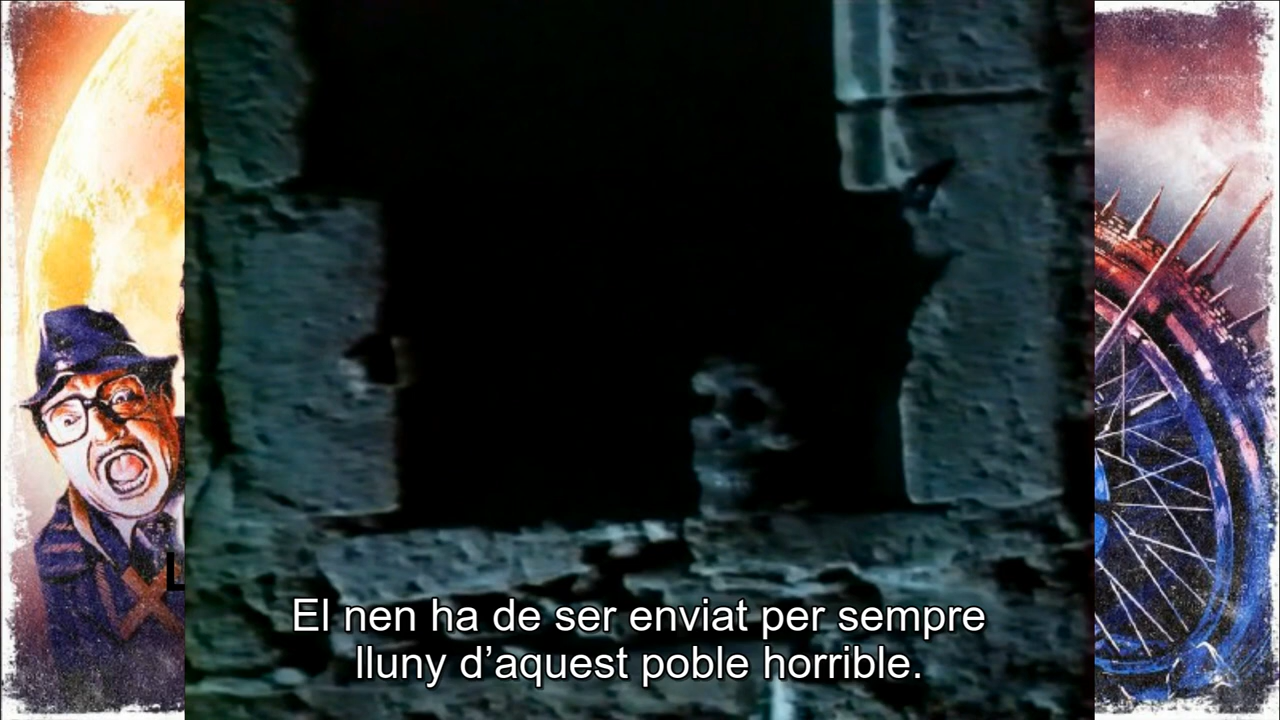 El nen ha de ser enviat per sempre
lluny d’aquest poble horrible.